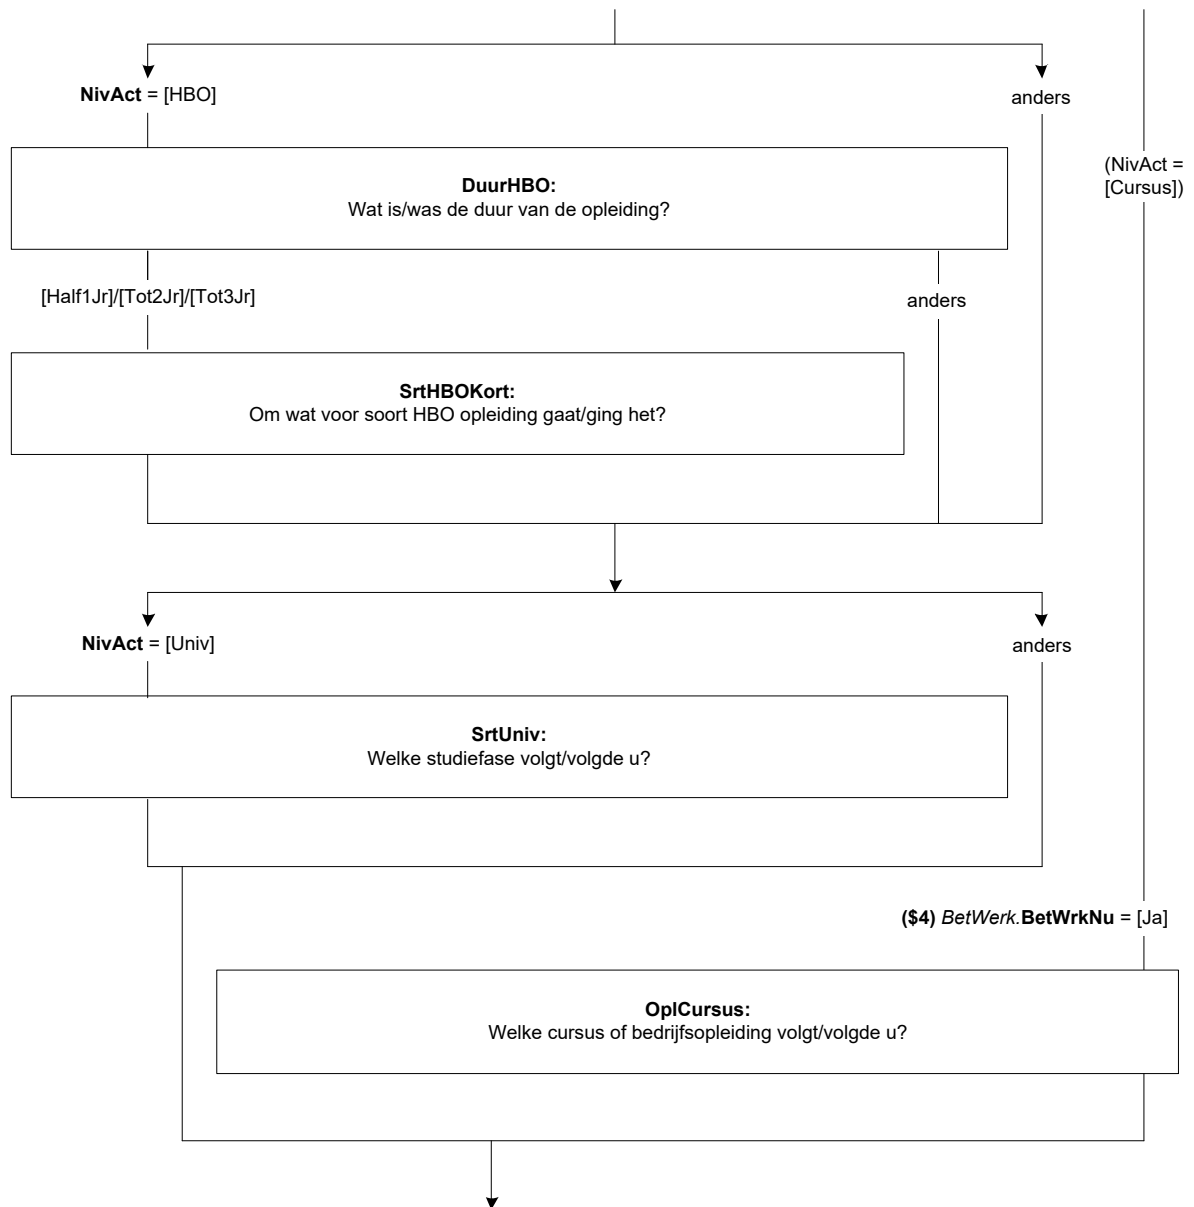 NivAct = [HBO]
anders
(NivAct =
[Cursus])
DuurHBO:
Wat is/was de duur van de opleiding?
[Half1Jr]/[Tot2Jr]/[Tot3Jr]
anders
SrtHBOKort:
Om wat voor soort HBO opleiding gaat/ging het?
NivAct = [Univ]
anders
SrtUniv:
Welke studiefase volgt/volgde u?
($4) BetWerk.BetWrkNu = [Ja]
OplCursus:
Welke cursus of bedrijfsopleiding volgt/volgde u?